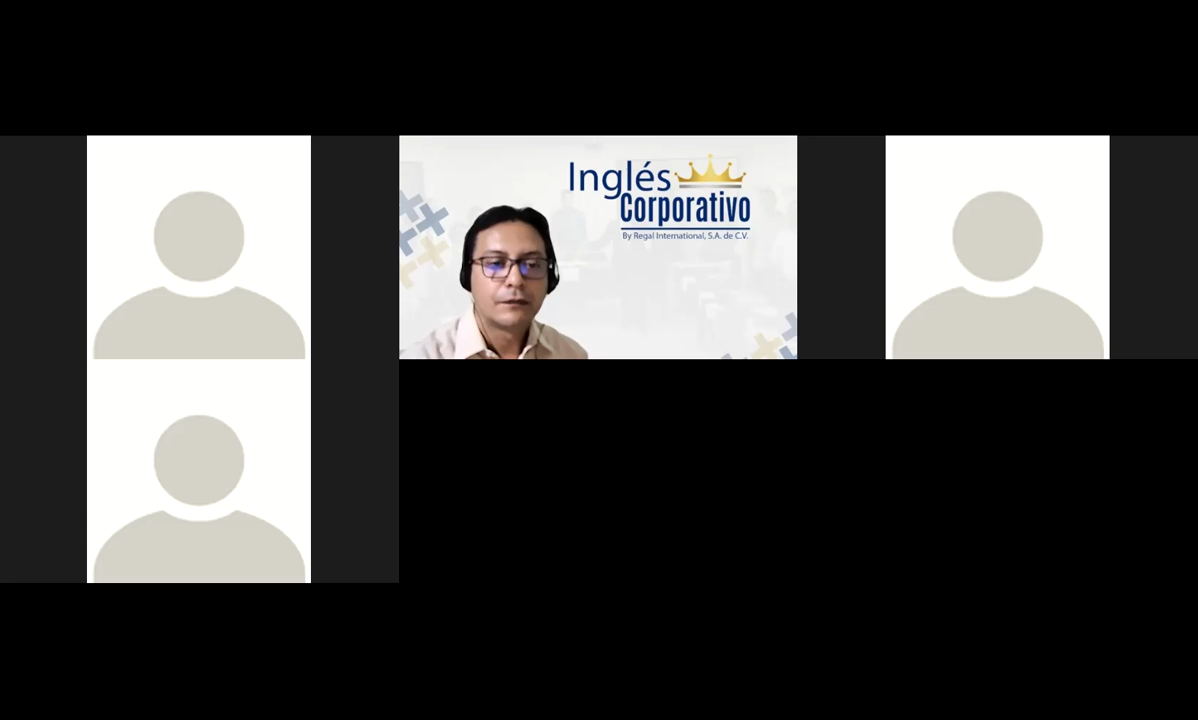 Inglés
Corporativo
By Regal International, S.A. de C.V.